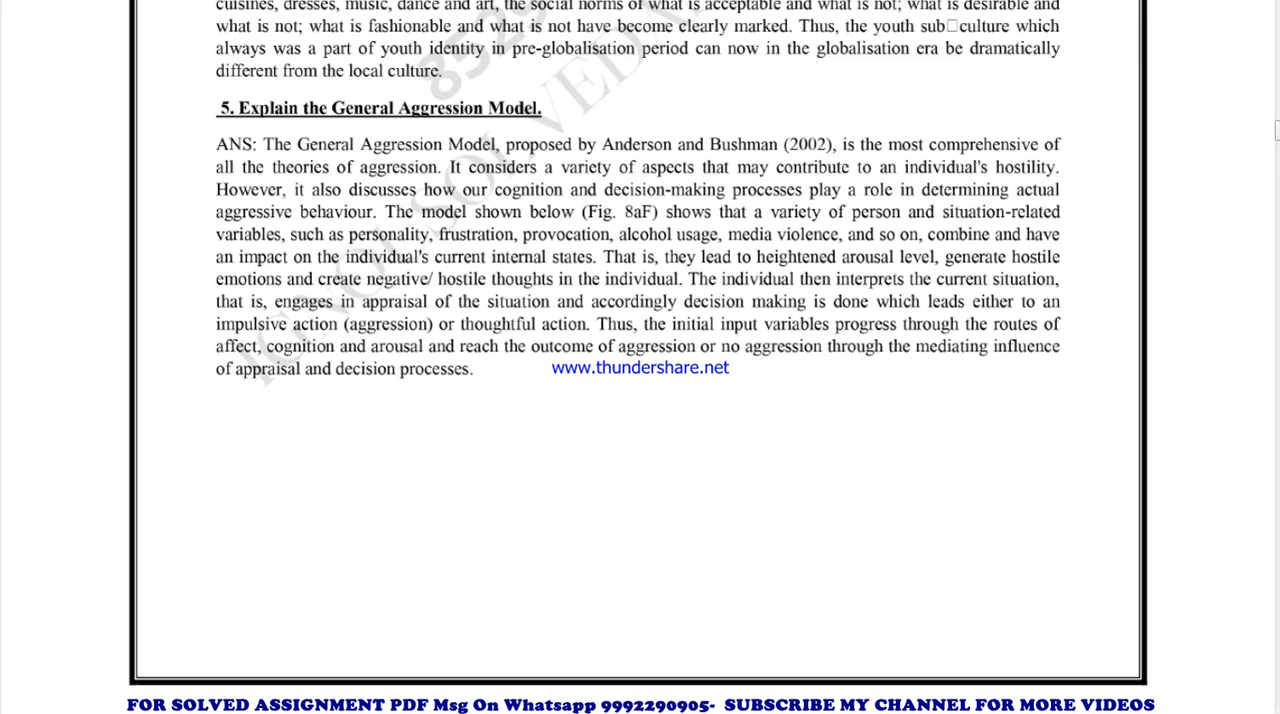 cuisines, dresses, music, dance and art, the social norms of what is acceptable and what is not; what is desirable and
what is not; what is fashionable and what is not have become clearly marked. Thus, the youth sub□culture which
always was a part of youth identity in pre-globalisation period can now in the globalisation era be dramatically
different from the local culture.
5. Explain the General Aggression Model.
ANS: The General Aggression Model, proposed by Anderson and Bushman (2002), is the most comprehensive of
all the theories of aggression. It considers a variety of aspects that may contribute to an individual's hostility.
However, it also discusses how our cognition and decision-making processes play a role in determining actual
aggressive behaviour. The model shown below (Fig. 8aF) shows that a variety of person and situation-related
variables, such as personality, frustration, provocation, alcohol usage, media violence, and so on, combine and have
an impact on the individual's current internal states. That is, they lead to heightened arousal level, generate hostile
emotions and create negative/ hostile thoughts in the individual. The individual then interprets the current situation,
that is, engages in appraisal of the situation and accordingly decision making is done which leads either to an
impulsive action (aggression) or thoughtful action. Thus, the initial input variables progress through the routes of
affect, cognition and arousal and reach the outcome of aggression or no aggression through the mediating influence
of appraisal and decision processes.
www.thundershare.net
FOR SOLVED ASSIGNMENT PDF Msg On Whatsapp 9992290905- SUBSCRIBE MY CHANNEL FOR MORE VIDEOS